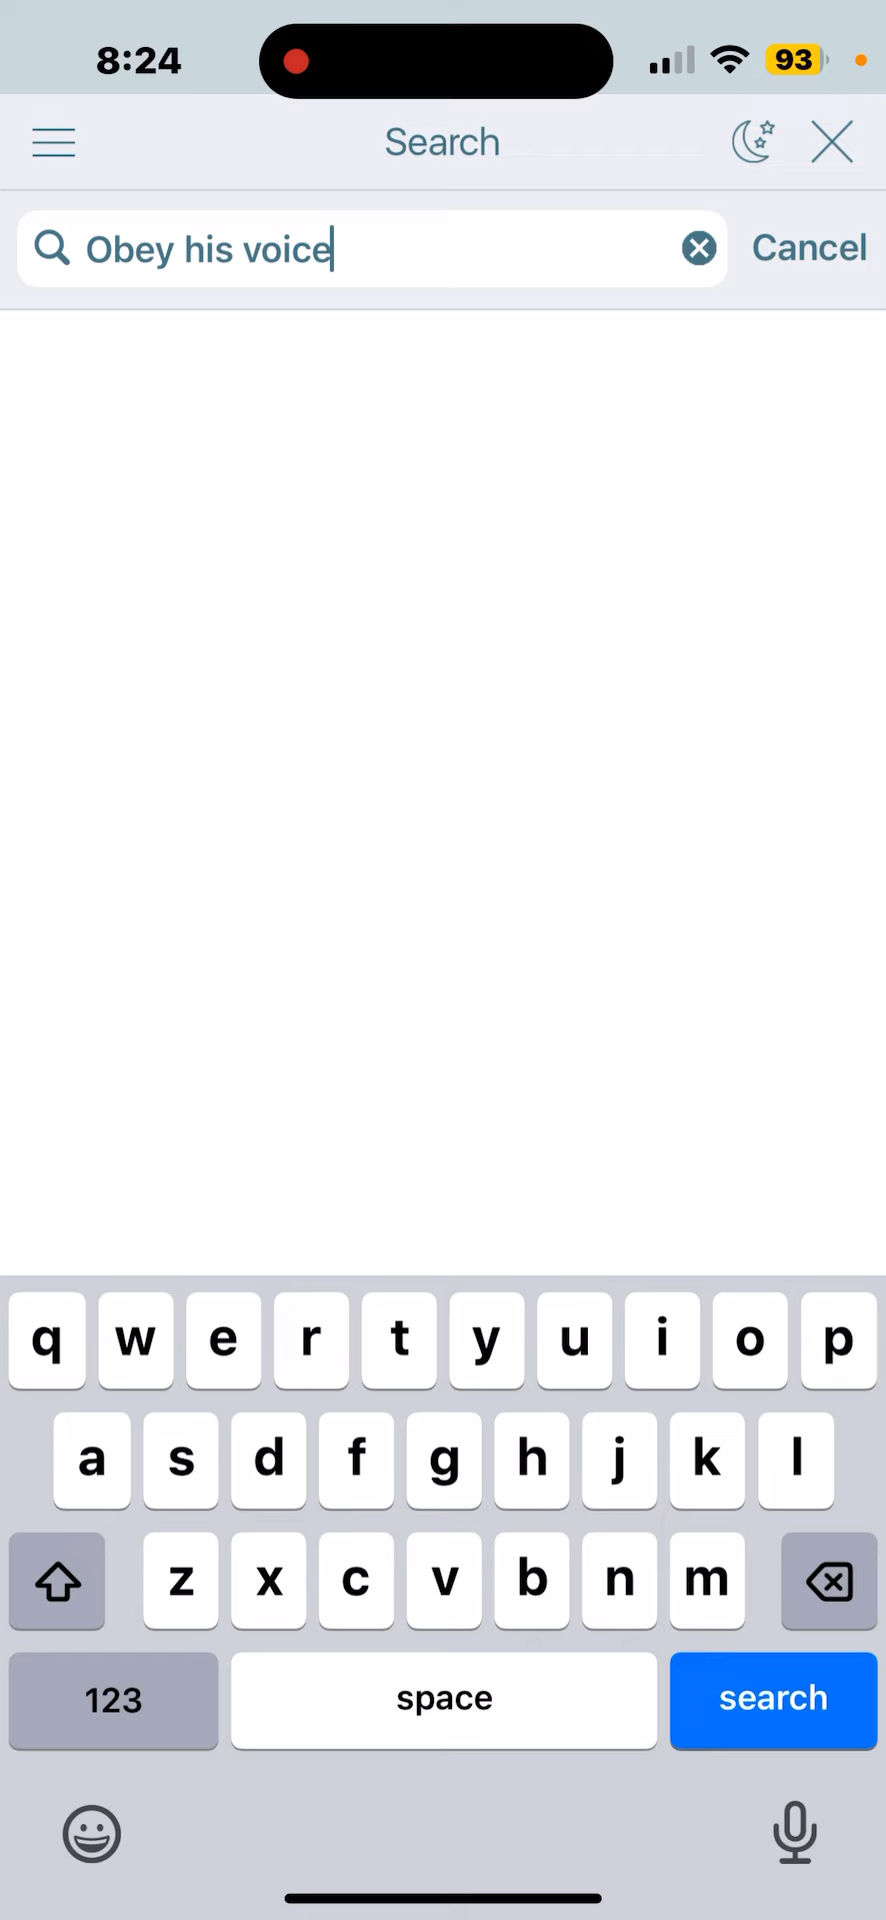 8:24
93
Search
Obey his voice
Cancel
q w e r t y u i o p
a s d f g h j k l
z x c v b n m
123 space search